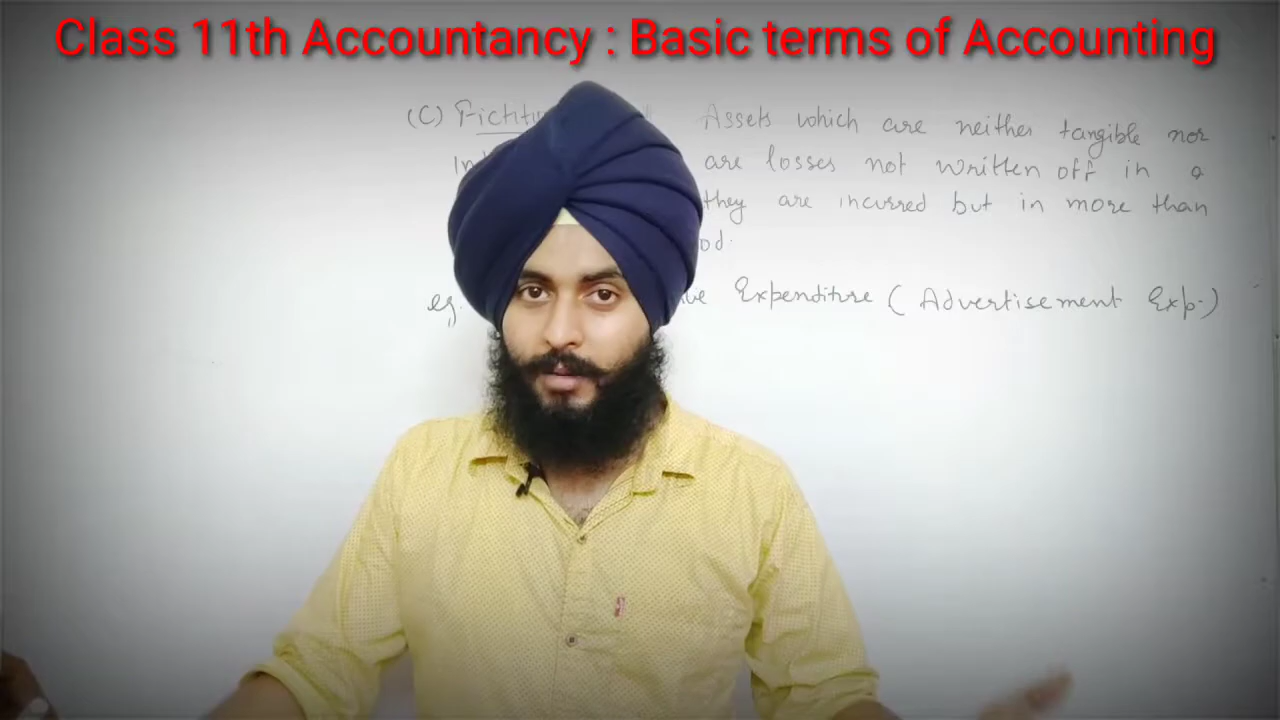 Class 11th Accountancy : Basic terms of Accounting
(C) Assets which are neither tangible nor
are losses not written off in a
they are incurred but in more than
eg. Expenditure (Advertisement Exp.)